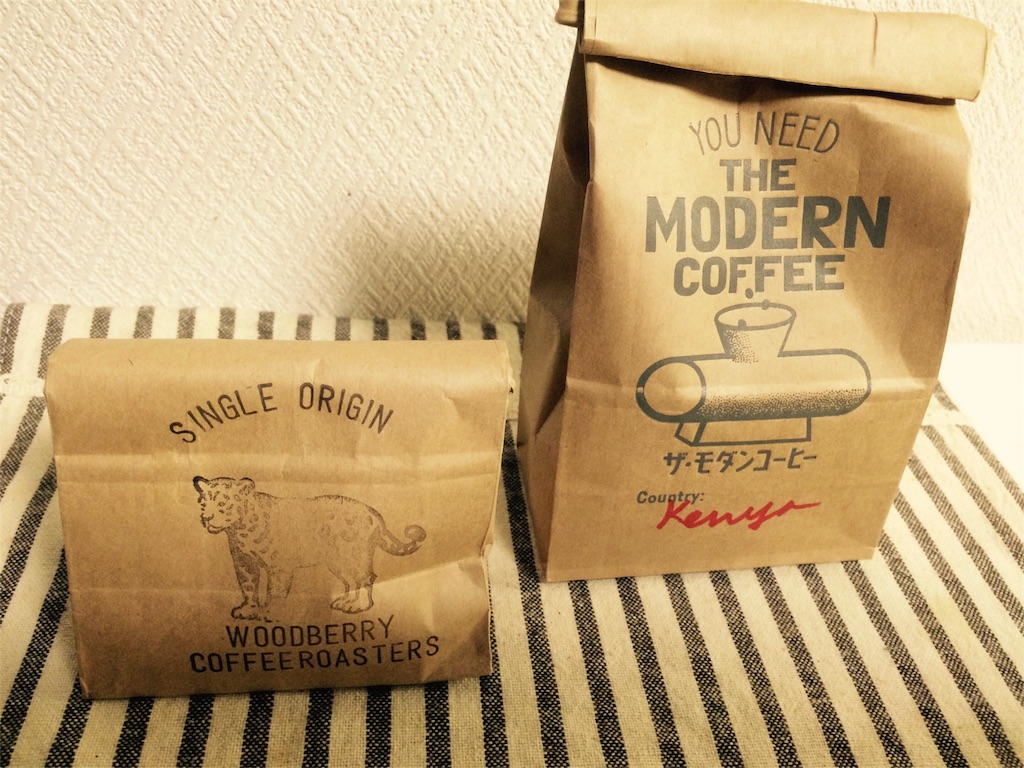 SINGLE ORIGIN
WOODBERRY
COFFEEROASTERS
YOU NEED
THE
MODERN
COFFEE
ザ・モダンコーヒー
Country:
Kenya